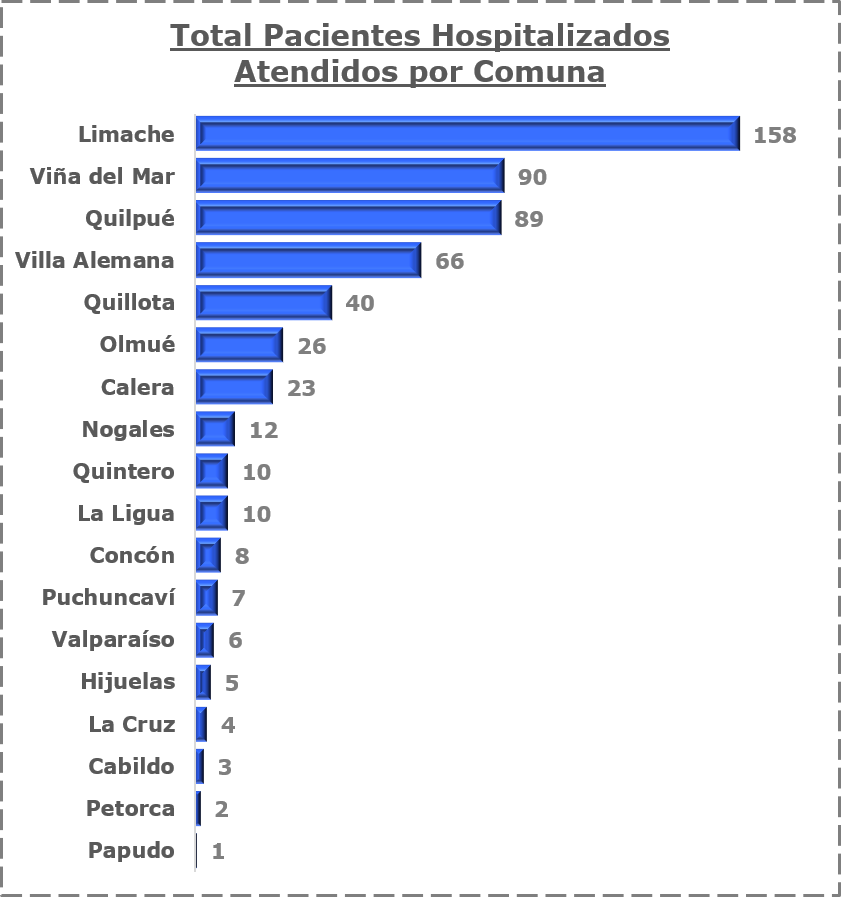 Total Pacientes Hospitalizados
Atendidos por Comuna
Limache 158
Viña del Mar 90
Quilpué 89
Villa Alemana 66
Quillota 40
Olmué 26
Calera 23
Nogales 12
Quintero 10
La Ligua 10
Concón 8
Puchuncaví 7
Valparaíso 6
Hijuelas 5
La Cruz 4
Cabildo 3
Petorca 2
Papudo 1